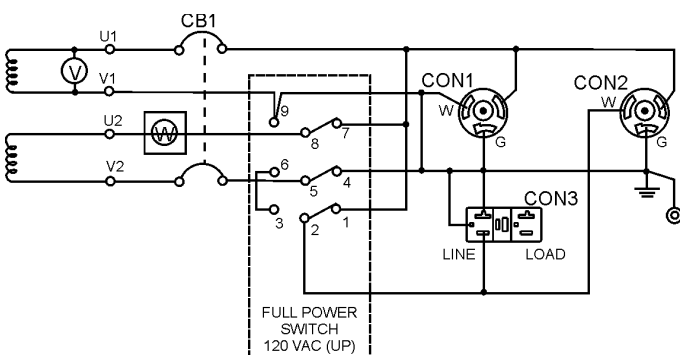 CB1
U1
V
V1
CON1
CON2
W
G
W
G
U2
W
V2
9
8
7
6
5
4
3
2
1
CON3
LINE
LOAD
FULL POWER
SWITCH
120 VAC (UP)